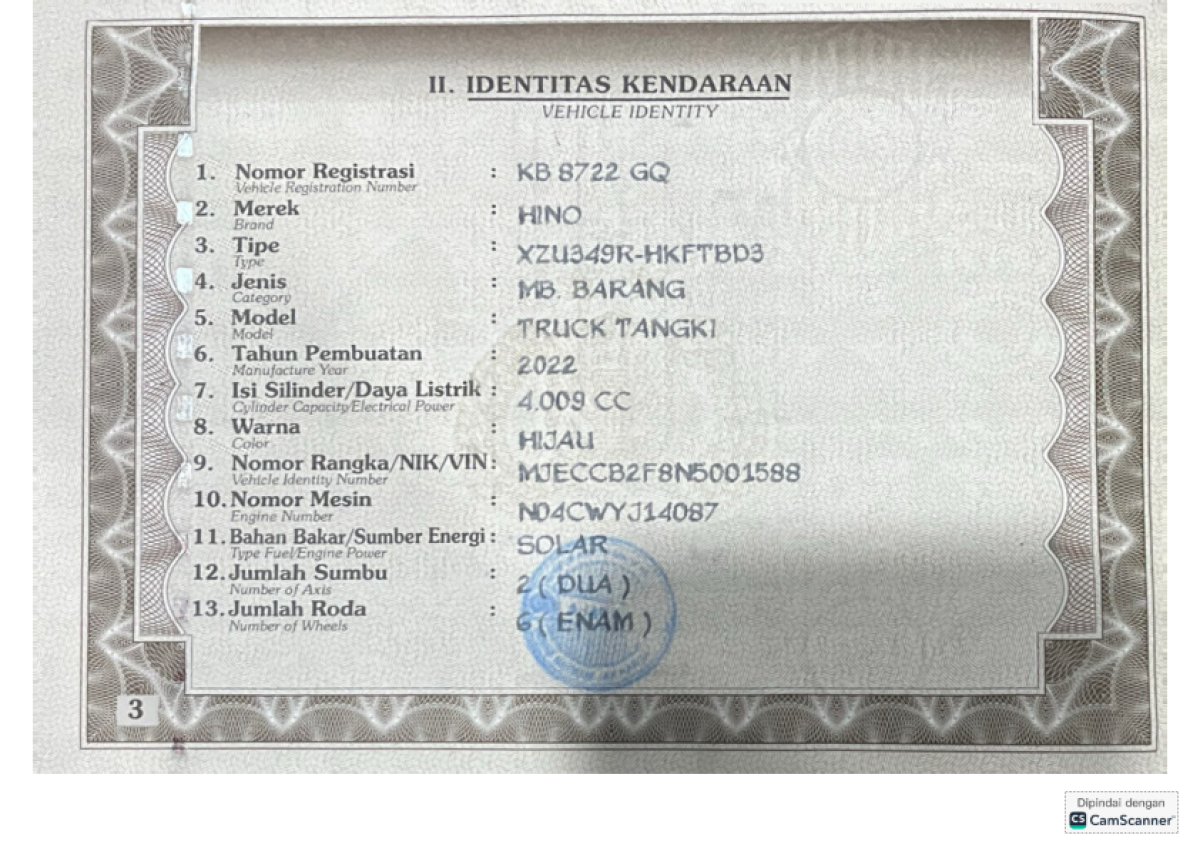 II. IDENTITAS KENDARAAN
VEHICLE IDENTITY
1. Nomor Registrasi : KB 8722 GQ
Vehicle Registration Number
2. Merek : HINO
Brand
3. Tipe : XZU349R-HKFTBD3
Type
4. Jenis : MB. BARANG
Category
5. Model : TRUCK TANGKI
Model
6. Tahun Pembuatan : 2022
Manufacture Year
7. Isi Silinder/Daya Listrik : 4.009 CC
Cylinder Capacity/Electrical Power
8. Warna : HIJAU
Color
9. Nomor Rangka/NIK/VIN : MJECCB2F8N5001588
Vehicle Identity Number
10. Nomor Mesin : N04CWYJ14087
Engine Number
11. Bahan Bakar/Sumber Energi : SOLAR
Type Fuel/Engine Power
12. Jumlah Sumbu : 2 ( DUA )
Number of Axis
13. Jumlah Roda : 6 ( ENAM )
Number of Wheels
3
Dipindai dengan
CS CamScanner